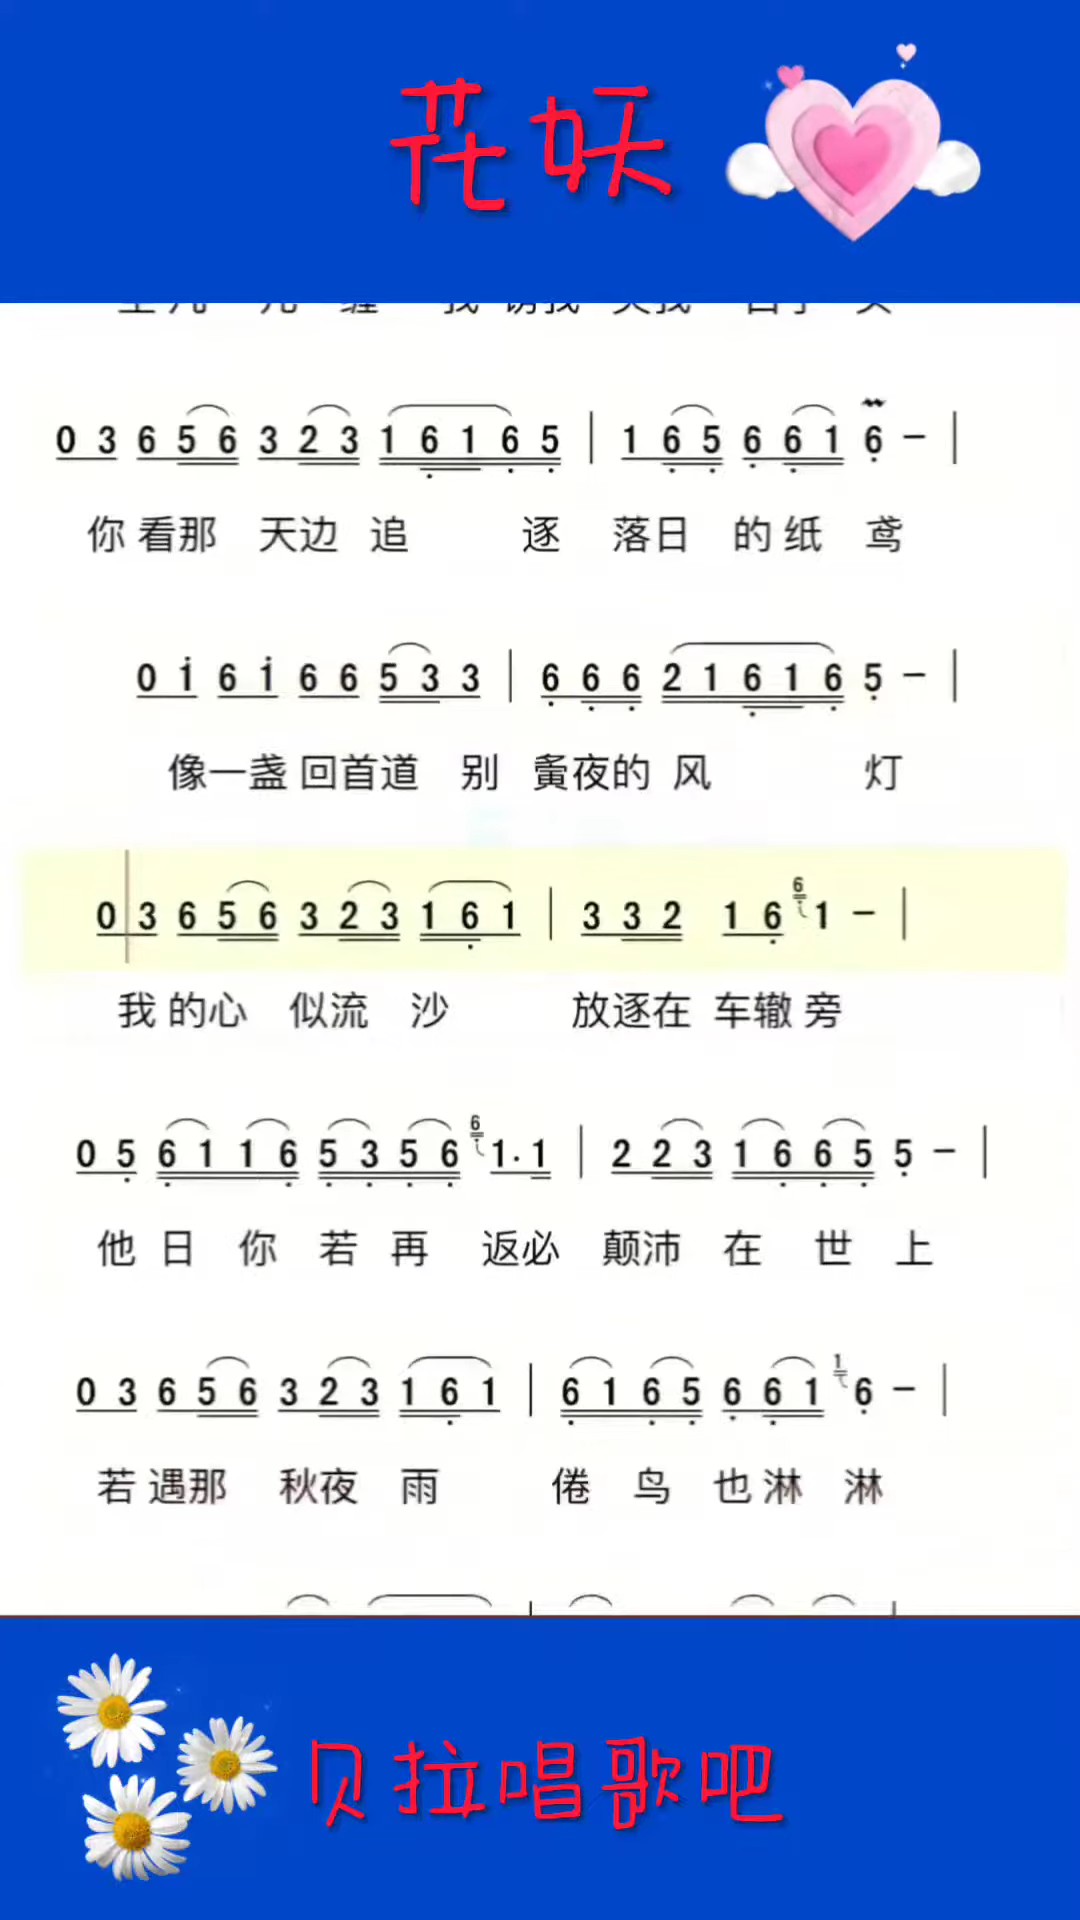 花妖
0 3 6 5 6 3 2 3 1 6 1 6 5 | 1 6 5 6 6 1 6 - |
你 看那 天边 追 逐 落日 的 纸 鸢
0 1 6 1 6 6 5 3 3 | 6 6 6 2 1 6 1 6 5 - |
像一盏 回首道 别 夤夜的 风 灯
0 3 6 5 6 3 2 3 1 6 1 | 3 3 2 1 6 6 1 - |
我 的心 似流 沙 放逐在 车辙 旁
0 5 6 1 1 6 5 3 5 6 6 1· 1 | 2 2 3 1 6 6 5 5 - |
他 日 你 若 再 返必 颠沛 在 世 上
0 3 6 5 6 3 2 3 1 6 1 | 6 1 6 5 6 6 1 1 6 - |
若 遇那 秋夜 雨 倦 鸟 也 淋 淋
贝拉唱歌吧